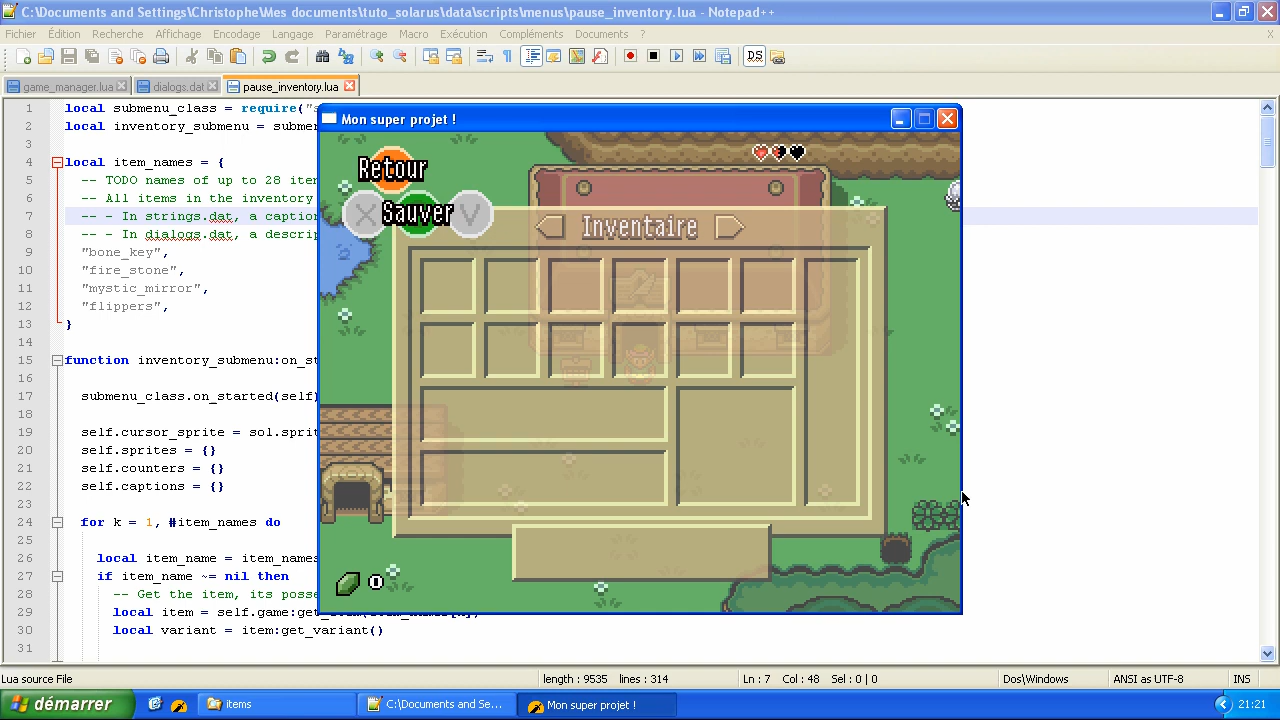 C:\Documents and Settings\Christophe\Mes documents\tuto_solarus\data\scripts\menus\pause_inventory.lua - Notepad++
Fichier Édition Recherche Affichage Encodage Langage Paramétrage Macro Exécution Compléments Documents ? X
game_manager.lua dialogs.dat pause_inventory.lua
1 local submenu_class = require("s
2 local inventory_submenu = submen
3
4 local item_names = {
5 -- TODO names of up to 28 iter
6 -- All items in the inventory
7 -- - In strings.dat, a caption
8 -- - In dialogs.dat, a descrip
9 "bone_key",
10 "fire_stone",
11 "mystic_mirror",
12 "flippers",
13 }
14
15 function inventory_submenu:on_st
16
17 submenu_class.on_started(self)
18
19 self.cursor_sprite = sol.sprit
20 self.sprites = {}
21 self.counters = {}
22 self.captions = {}
23
24 for k = 1, #item_names do
25
26 local item_name = item_names
27 if item_name ~= nil then
28 -- Get the item, its posse
29 local item = self.game:get_
30 local variant = item:get_variant()
31
Mon super projet !
Retour
X Sauver V
Inventaire
0
Lua source File length : 9535 lines : 314 Ln : 7 Col : 48 Sel : 0 | 0 Dos\Windows ANSI as UTF-8 INS
démarrer items C:\Documents and Se... Mon super projet ! 21:21